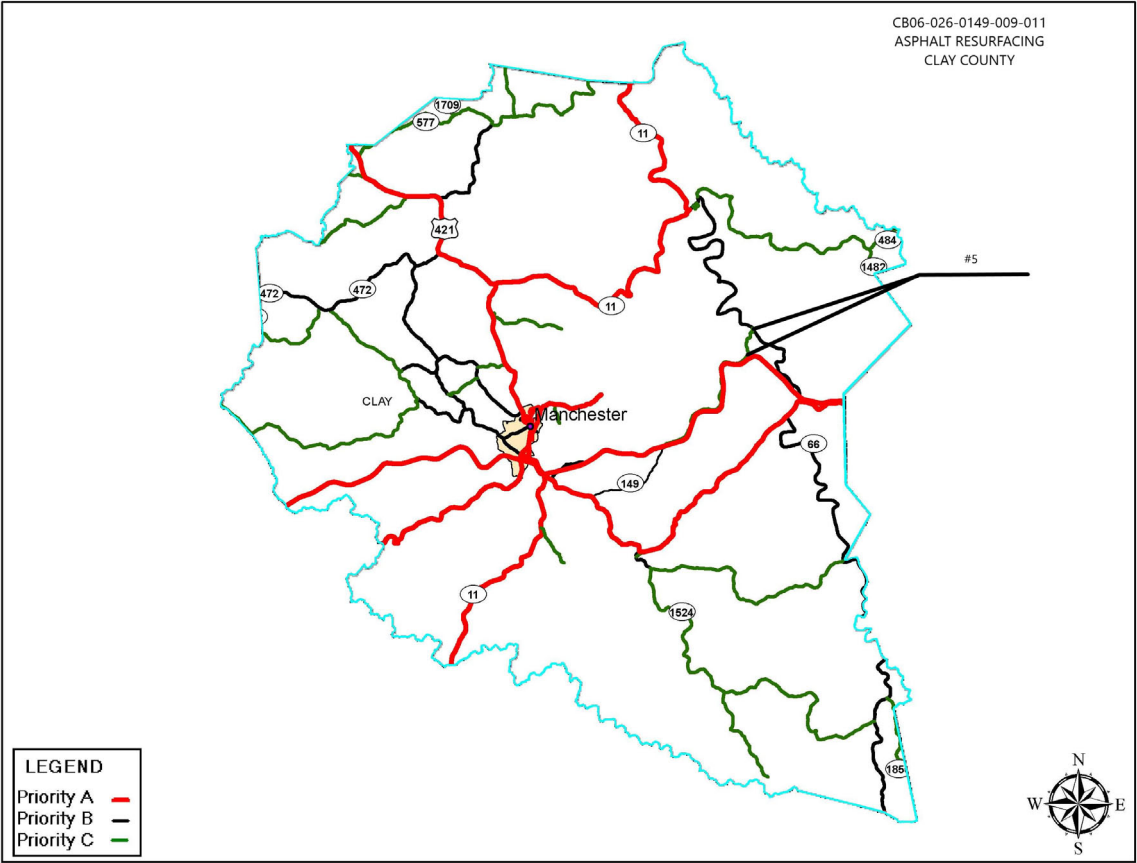 CB06-026-0149-009-011
ASPHALT RESURFACING
CLAY COUNTY
1709
577
11
421
484
1482
#5
472
472
11
CLAY
Manchester
66
149
11
1524
185
LEGEND
Priority A
Priority B
Priority C
N
W
E
S